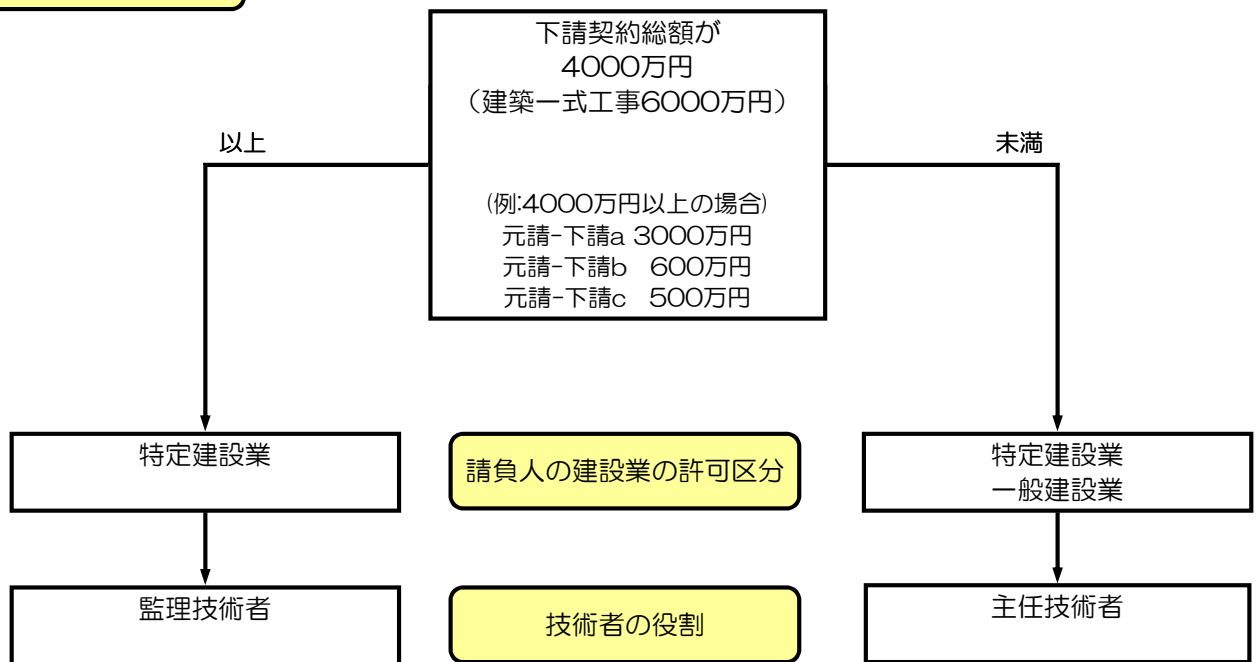 下請契約総額が
4000万円
（建築一式工事6000万円）
以上
未満
(例:4000万円以上の場合)
元請-下請a 3000万円
元請-下請b 600万円
元請-下請c 500万円
特定建設業
請負人の建設業の許可区分
特定建設業
一般建設業
監理技術者
技術者の役割
主任技術者